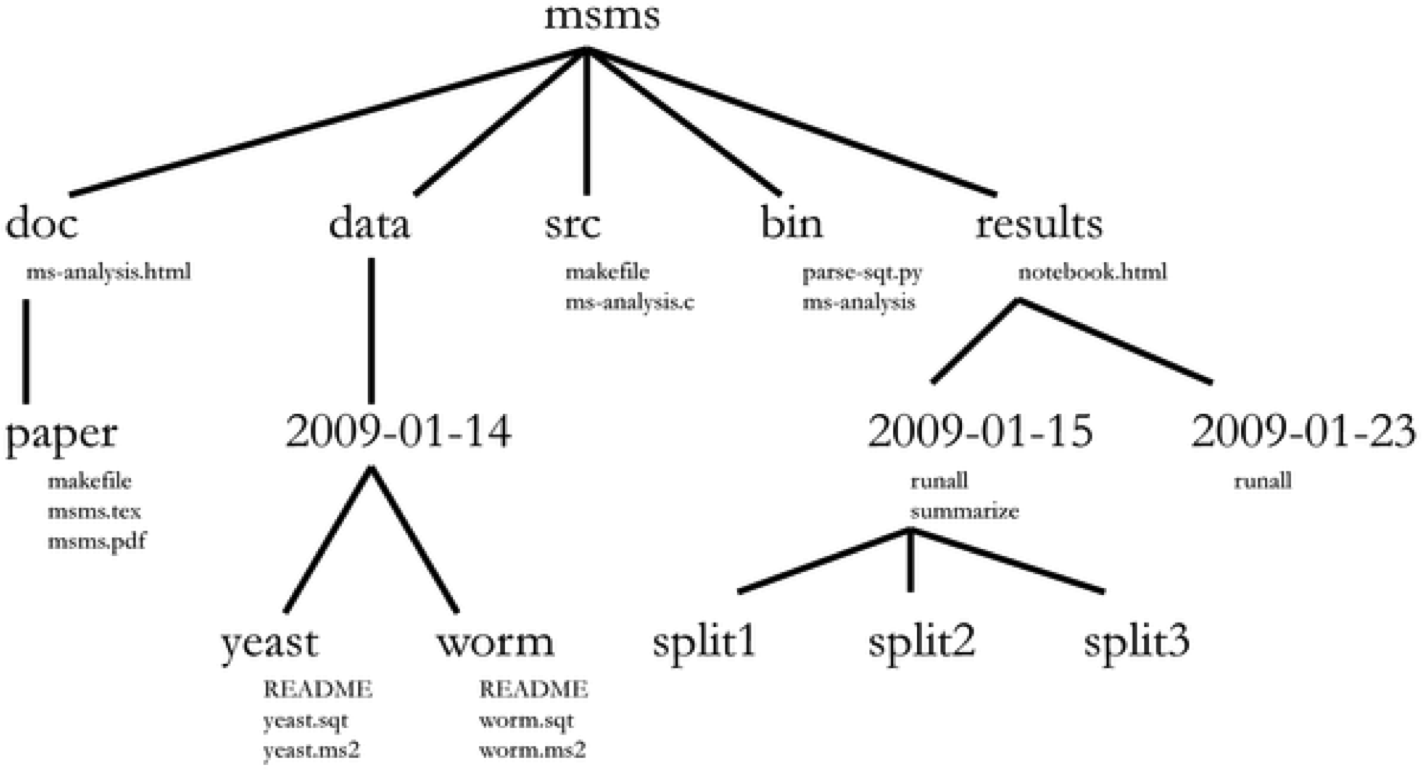 msms
doc
data
src
bin
results
ms-analysis.html
makefile
ms-analysis.c
parse-sqt.py
ms-analysis
notebook.html
paper
2009-01-14
2009-01-15
2009-01-23
makefile
msms.tex
msms.pdf
runall
summarize
runall
yeast
worm
split1
split2
split3
README
yeast.sqt
yeast.ms2
README
worm.sqt
worm.ms2